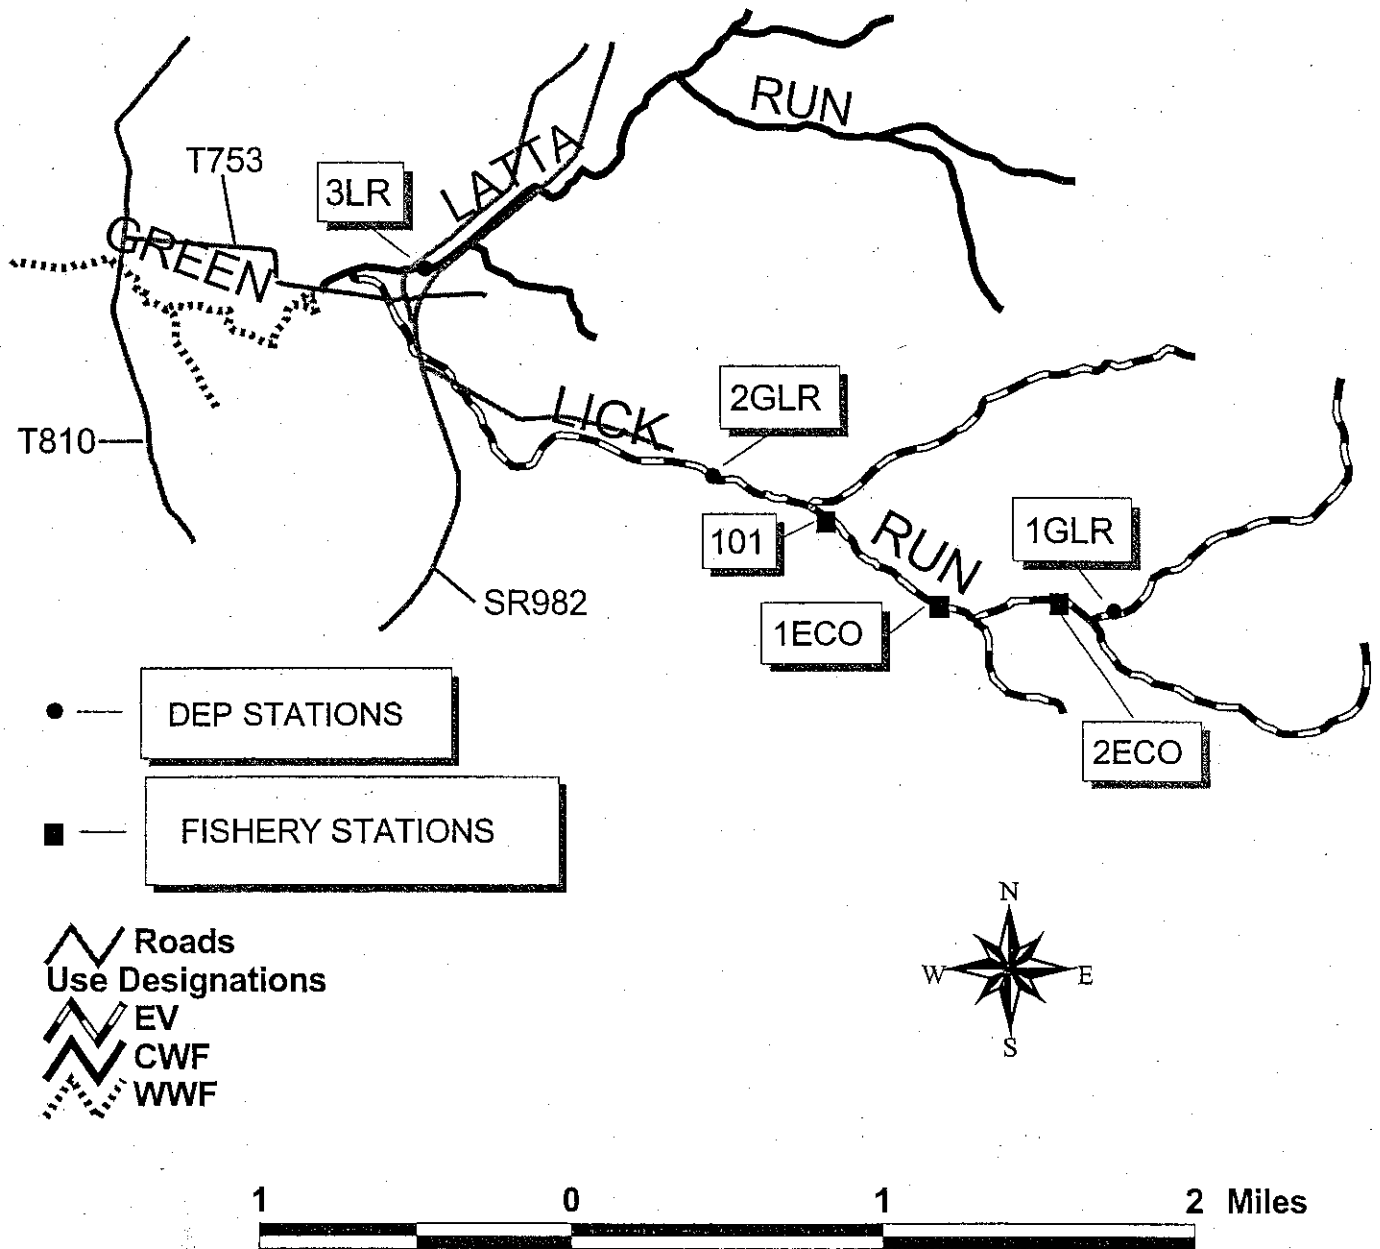 RUN
T753
LATTA
3LR
GREEN
2GLR
LICK
T810
101
RUN
1GLR
SR982
1ECO
2ECO
DEP STATIONS
FISHERY STATIONS
N
W E
S
Roads
Use Designations
EV
CWF
WWF
1 0 1 2 Miles